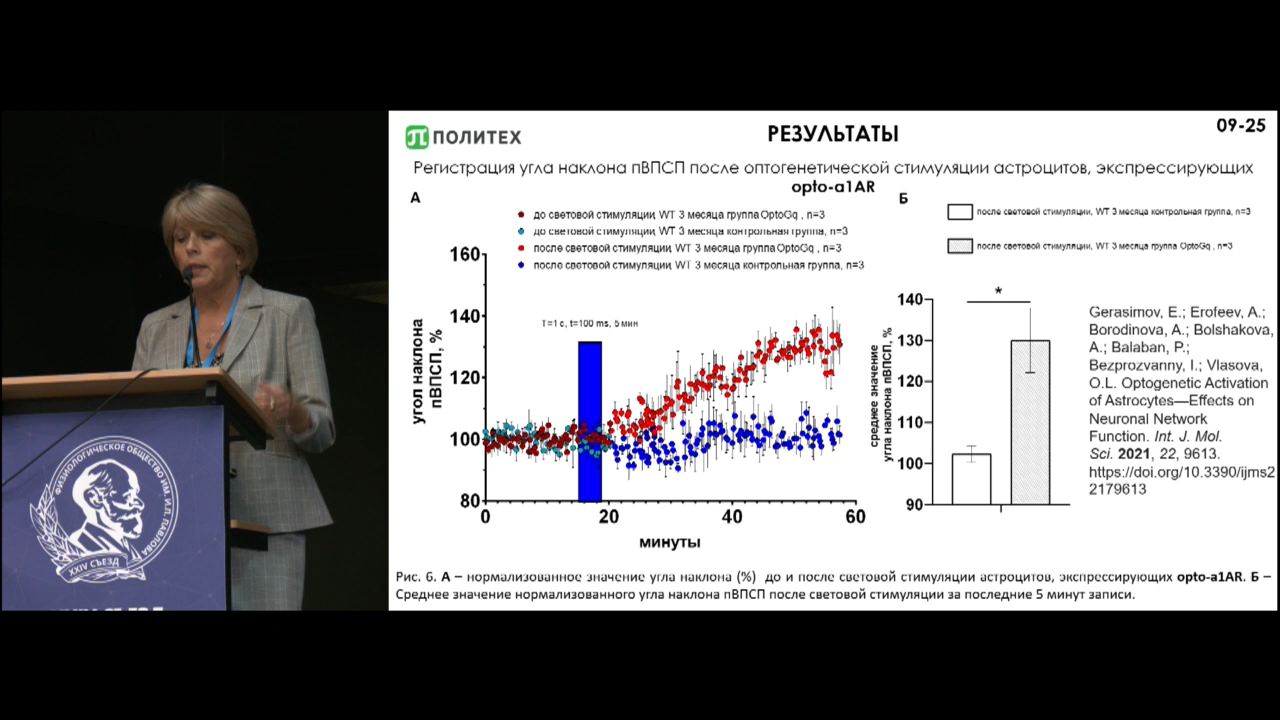 ПОЛИТЕХ
РЕЗУЛЬТАТЫ
09-25
Регистрация угла наклона пВПСП после оптогенетической стимуляции астроцитов, экспрессирующих
opto-a1AR
А
до световой стимуляции, WT 3 месяца группа OptoGq , n=3
до световой стимуляции, WT 3 месяца контрольная группа, n=3
после световой стимуляции, WT 3 месяца группа OptoGq , n=3
после световой стимуляции, WT 3 месяца контрольная группа, n=3
160
140
120
100
80
угол наклона
пВПСП, %
T=1 c, t=100 ms, 5 мин
0
20
40
60
минуты
Б
после световой стимуляции, WT 3 месяца контрольная группа, n=3
после световой стимуляции, WT 3 месяца группа OptoGq , n=3
140
130
120
110
100
90
среднее значение
угла наклона пВПСП, %
*
Gerasimov, E.; Erofeev, A.;
Borodinova, A.; Bolshakova,
A.; Balaban, P.;
Bezprozvanny, I.; Vlasova,
O.L. Optogenetic Activation
of Astrocytes—Effects on
Neuronal Network
Function. Int. J. Mol.
Sci. 2021, 22, 9613.
https://doi.org/10.3390/ijms2
2179613
Рис. 6. А – нормализованное значение угла наклона (%) до и после световой стимуляции астроцитов, экспрессирующих opto-a1AR. Б –
Среднее значение нормализованного угла наклона пВПСП после световой стимуляции за последние 5 минут записи.
ФИЗИОЛОГИЧЕСКОЕ ОБЩЕСТВО ИМ. И.П. ПАВЛОВА
XXIV СЪЕЗД